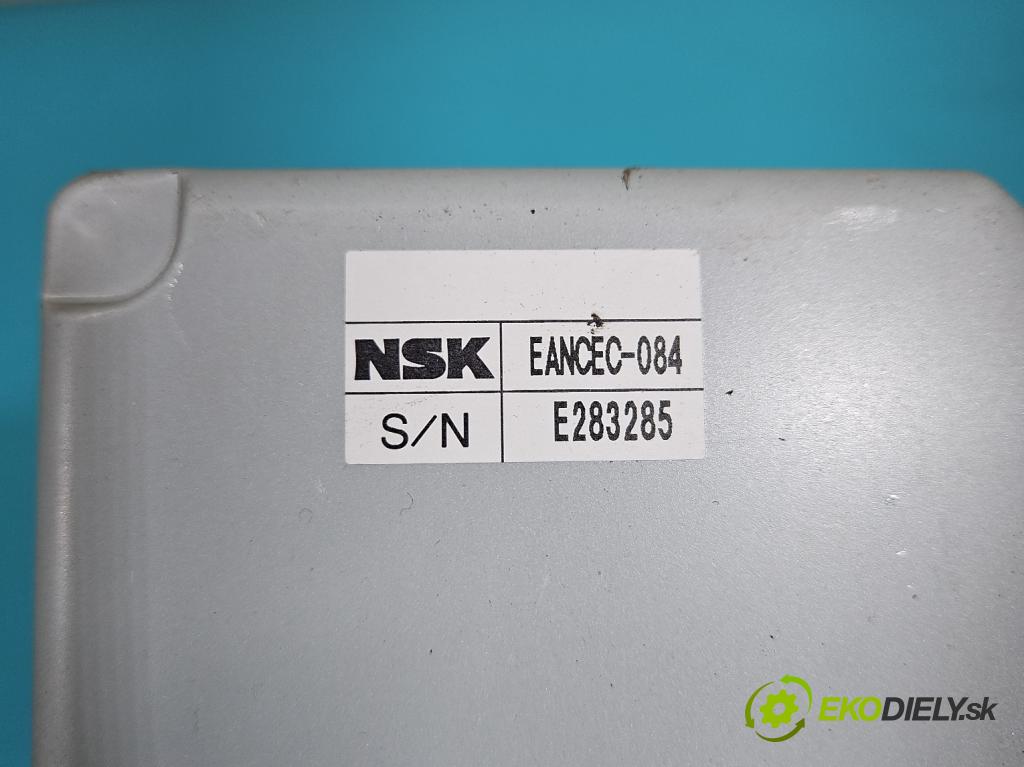 NSK EANCEC-084
S/N E283285
EKODIELY.sk